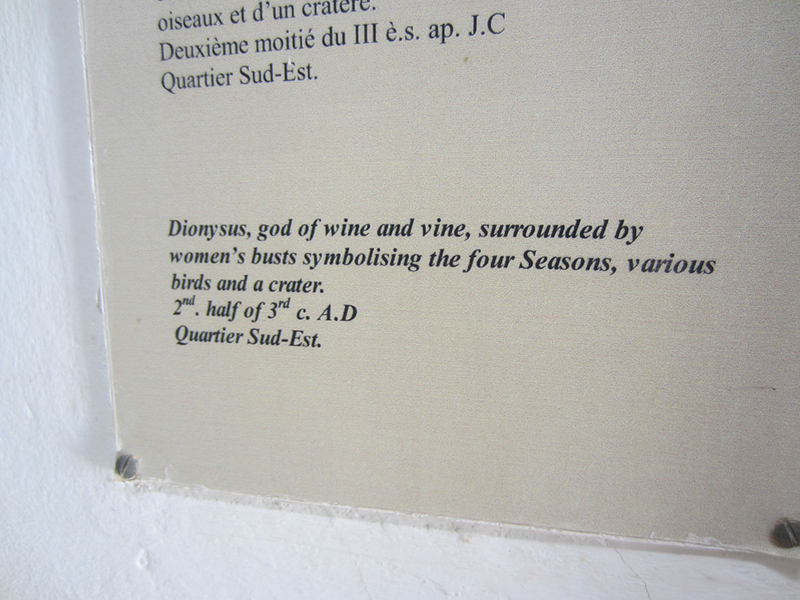 oiseaux et d'un cratère.
Deuxième moitié du III è.s. ap. J.C
Quartier Sud-Est.
Dionysus, god of wine and vine, surrounded by
women's busts symbolising the four Seasons, various
birds and a crater.
2nd. half of 3rd c. A.D
Quartier Sud-Est.